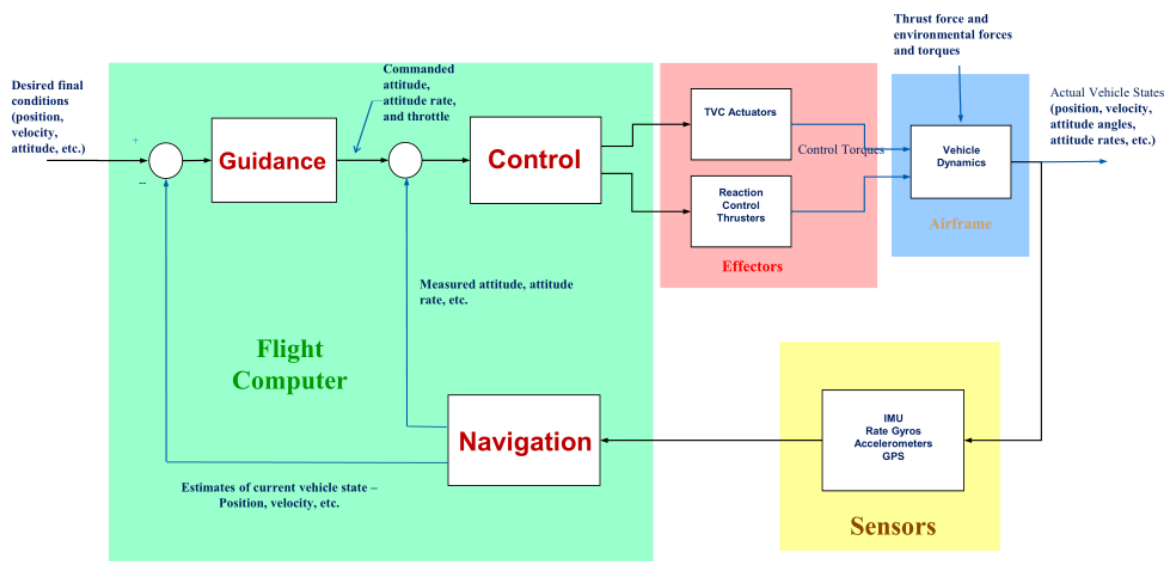 Thrust force and
environmental forces
and torques
Desired final
conditions
(position,
velocity,
attitude, etc.)
Commanded
attitude,
attitude rate,
and throttle
Actual Vehicle States
(position, velocity,
attitude angles,
attitude rates, etc.)
+
–
Guidance
Control
TVC Actuators
Control Torques
Reaction
Control
Thrusters
Effectors
Vehicle
Dynamics
Airframe
Measured attitude, attitude
rate, etc.
Flight
Computer
Navigation
Estimates of current vehicle state –
Position, velocity, etc.
IMU
Rate Gyros
Accelerometers
GPS
Sensors